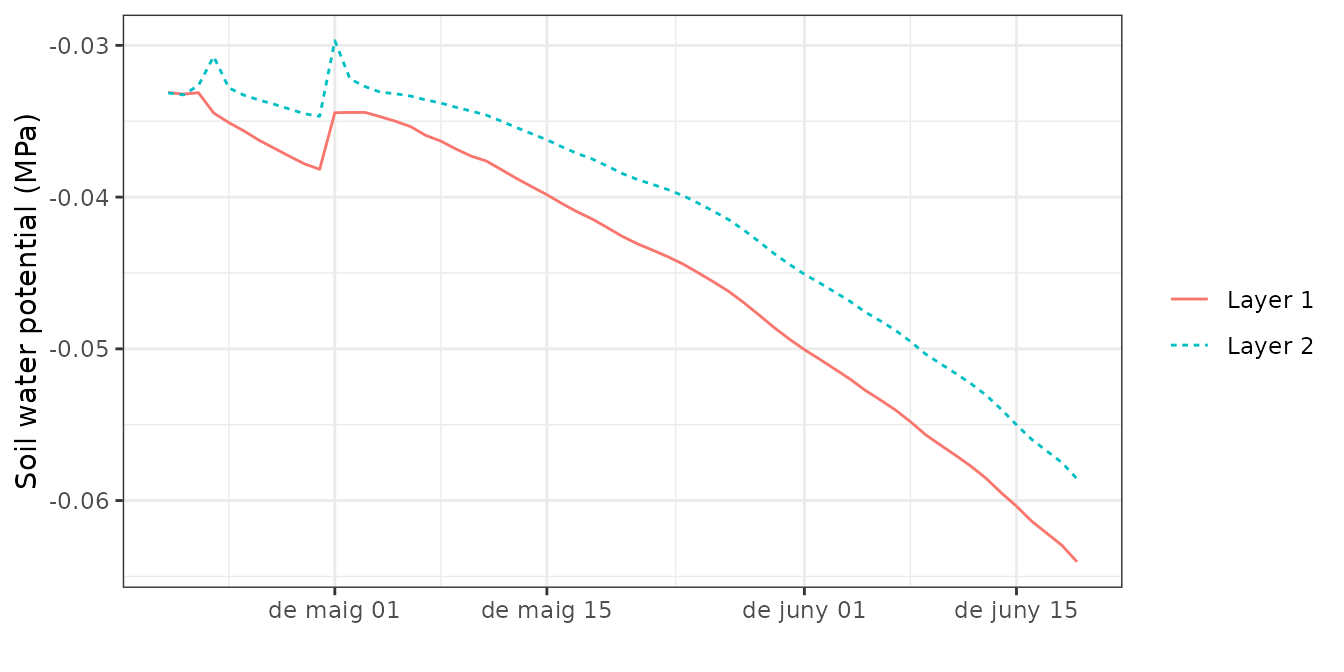 Soil water potential (MPa)
-0.03
-0.04
-0.05
-0.06
de maig 01
de maig 15
de juny 01
de juny 15
Layer 1
Layer 2